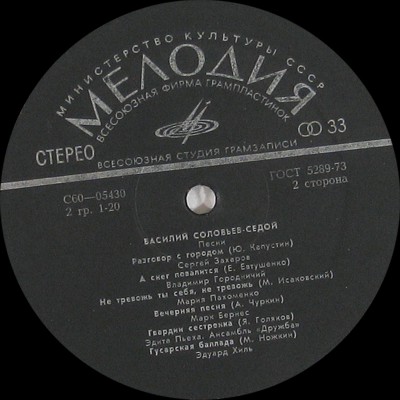 МИНИСТЕРСТВО КУЛЬТУРЫ СССР
МЕЛОДИЯ
ВСЕСОЮЗНАЯ ФИРМА ГРАМПЛАСТИНОК
СТЕРЕО
33
ВСЕСОЮЗНАЯ СТУДИЯ ГРАМЗАПИСИ
С60—05430
2 гр. 1-20
ГОСТ 5289-73
2 сторона
ВАСИЛИЙ СОЛОВЬЕВ-СЕДОЙ
Песни
Разговор с городом (Ю. Капустин)
Сергей Захаров
А снег повалится (Е. Евтушенко)
Владимир Городничий
Не тревожь ты себя, не тревожь (М. Исаковский)
Мария Пахоменко
Вечерняя песня (А. Чуркин)
Марк Бернес
Гвардии сестренка (Я. Голяков)
Эдита Пьеха. Ансамбль «Дружба»
Гусарская баллада (М. Ножкин)
Эдуард Хиль